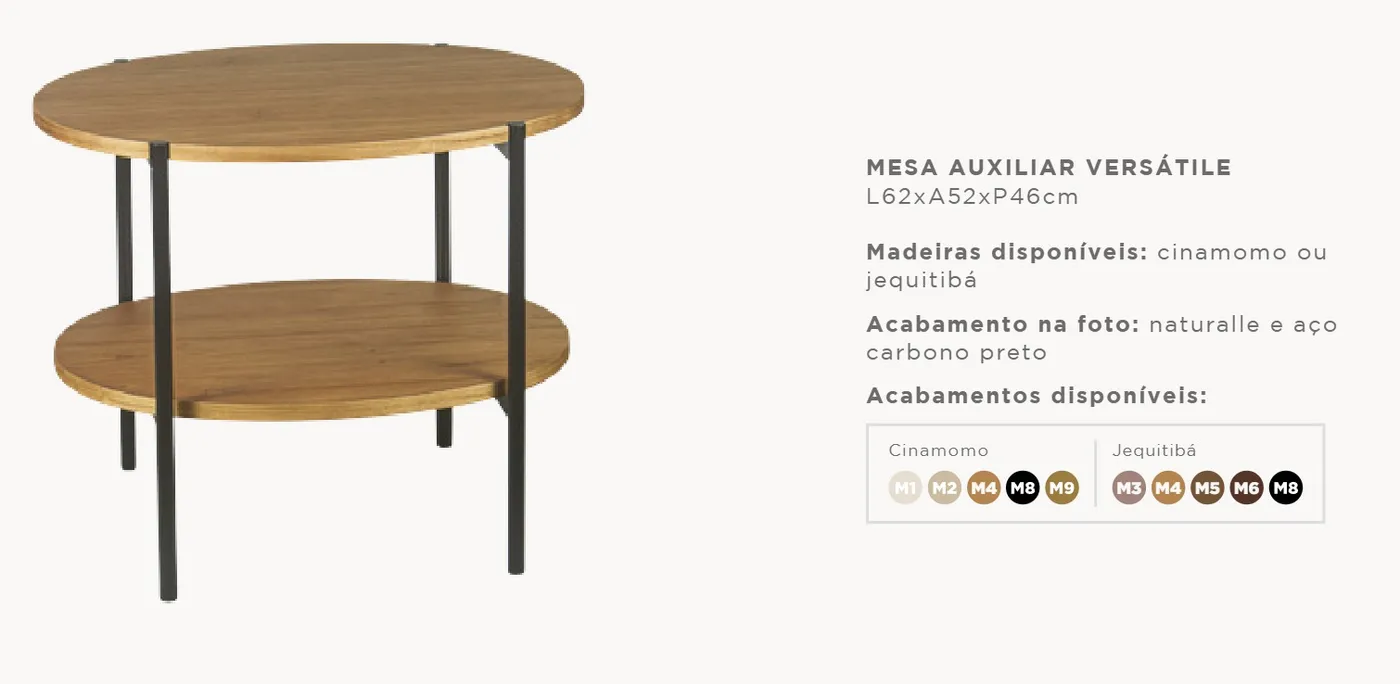 MESA AUXILIAR VERSÁTILE
L62xA52xP46cm
Madeiras disponíveis: cinamomo ou
jequitibá
Acabamento na foto: naturalle e aço
carbono preto
Acabamentos disponíveis:
Cinamomo
M1 M2 M4 M8 M9
Jequitibá
M3 M4 M5 M6 M8